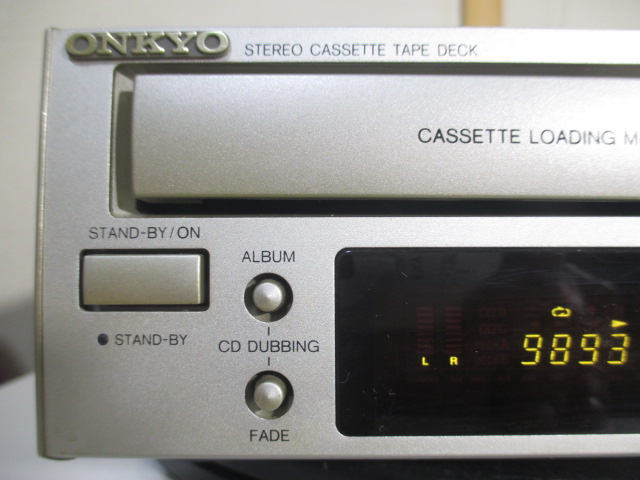 ONKYO STEREO CASSETTE TAPE DECK
CASSETTE LOADING
STAND-BY/ON
ALBUM
STAND-BY
CD DUBBING
L R 9893
FADE